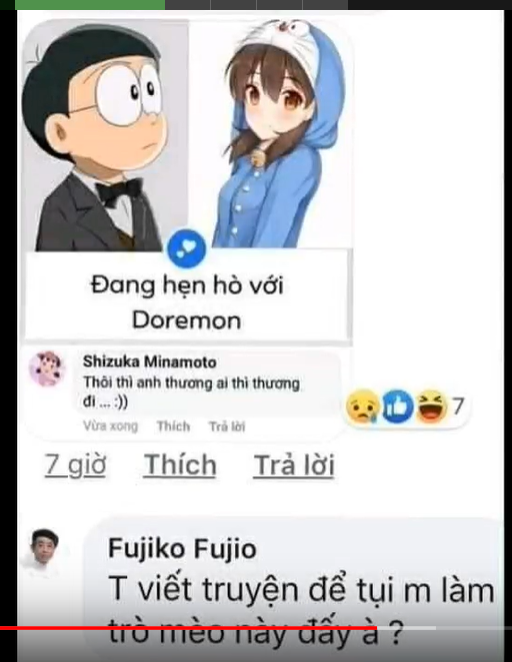 Đang hẹn hò với
Doremon
Shizuka Minamoto
Thôi thì anh thương ai thì thương
đi ... :))
Vừa xong Thích Trả lời
7
7 giờ Thích Trả lời
Fujiko Fujio
T viết truyện để tụi m làm
trò mèo này đấy à ?